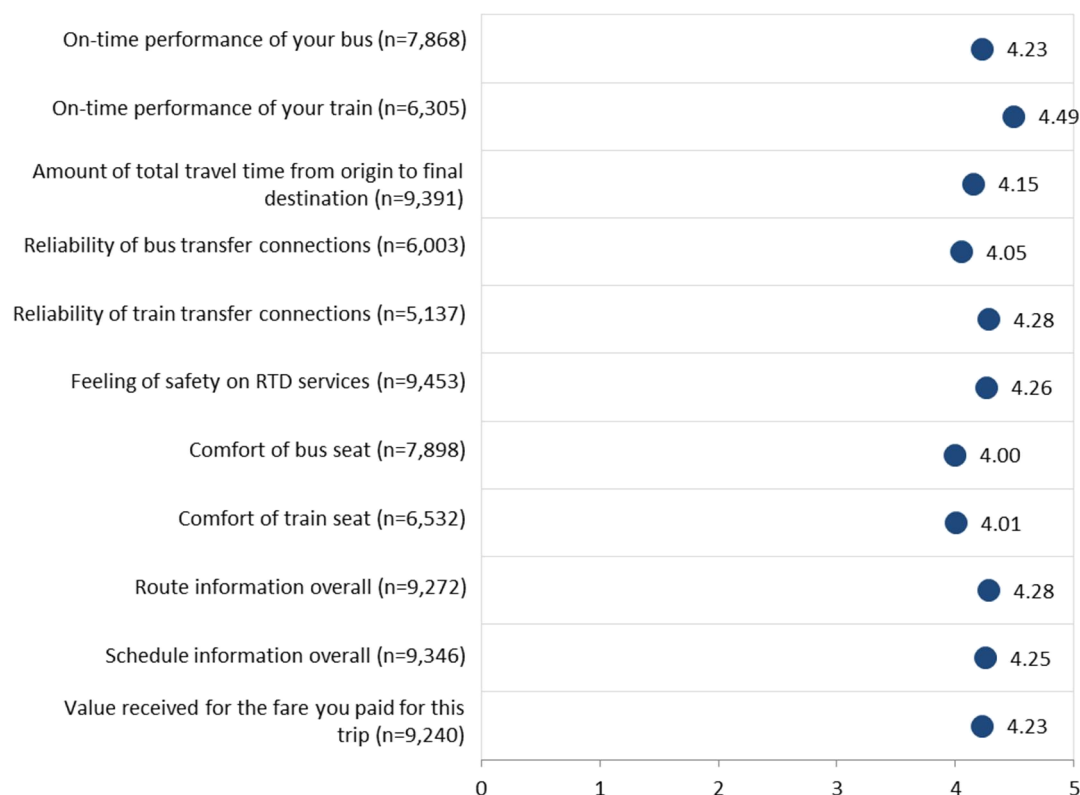 On-time performance of your bus (n=7,868)
4.23
On-time performance of your train (n=6,305)
4.49
Amount of total travel time from origin to final
destination (n=9,391)
4.15
Reliability of bus transfer connections (n=6,003)
4.05
Reliability of train transfer connections (n=5,137)
4.28
Feeling of safety on RTD services (n=9,453)
4.26
Comfort of bus seat (n=7,898)
4.00
Comfort of train seat (n=6,532)
4.01
Route information overall (n=9,272)
4.28
Schedule information overall (n=9,346)
4.25
Value received for the fare you paid for this
trip (n=9,240)
4.23
0 1 2 3 4 5